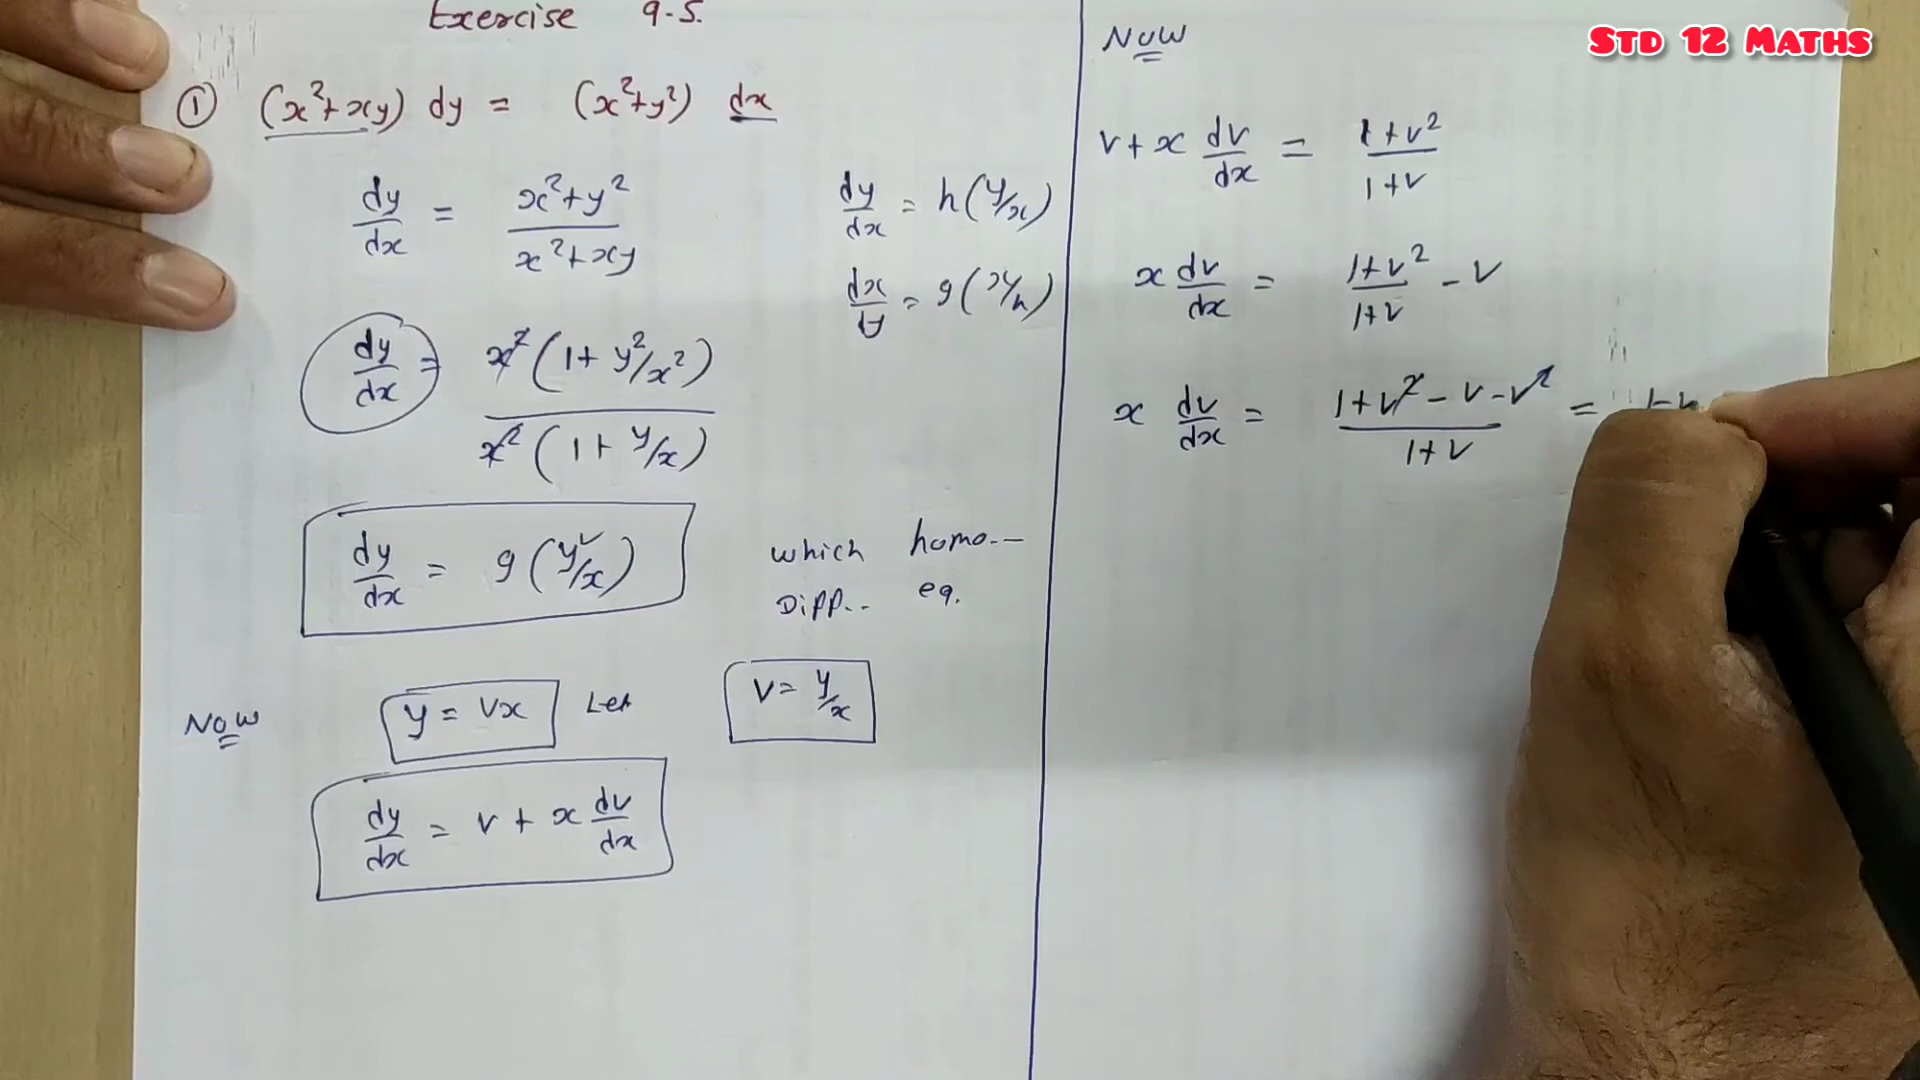 Exercise 9.5.
① (x²+xy) dy = (x²+y²) dx
dy/dx = x²+y² / x²+xy
dy/dx = h(y/x)
dx/dy = g(x/y)
dy/dx = x²(1+ y²/x²) / x²(1+ y/x)
dy/dx = g(y/x)
which homo.--
Diff.. eq.
Now y = vx Let v = y/x
dy/dx = v + x dv/dx
STD 12 MATHS
Now
v + x dv/dx = 1+v² / 1+v
x dv/dx = 1+v² / 1+v - v
x dv/dx = 1+v²-v-v² / 1+v = 1-v